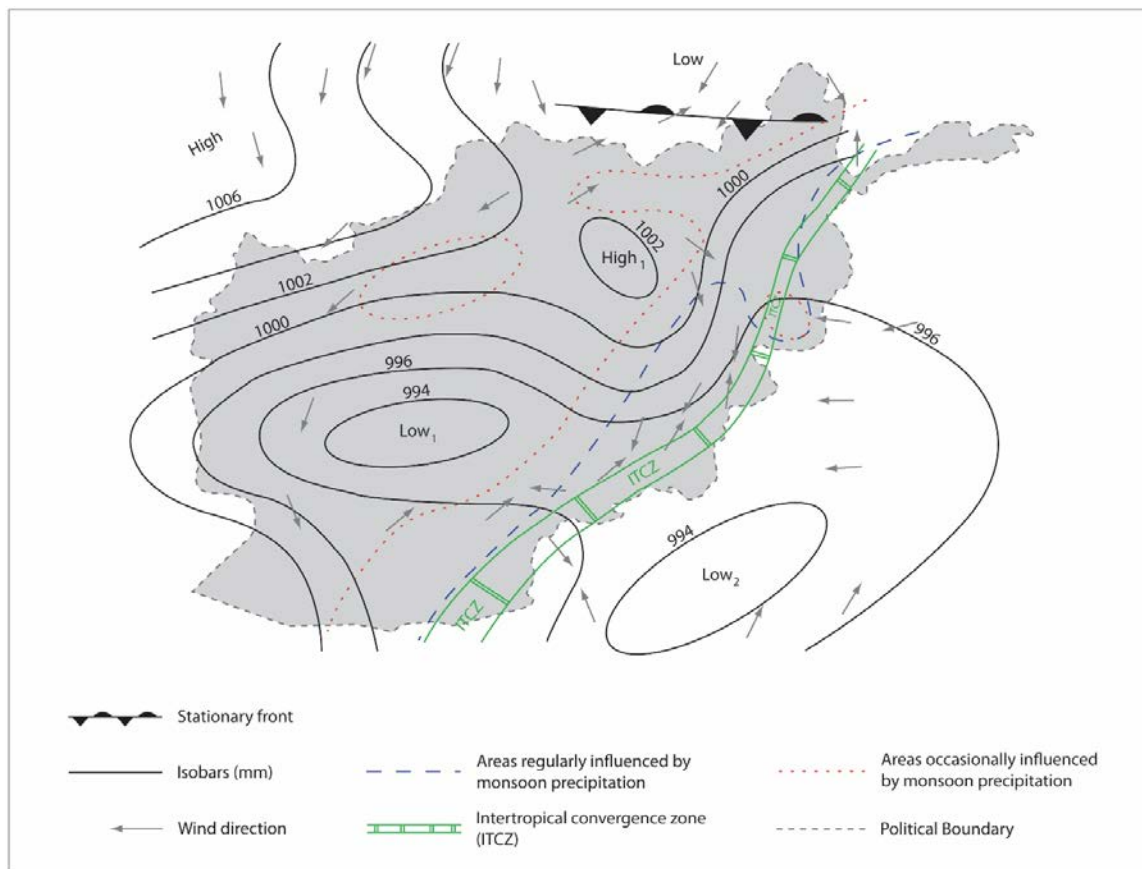 Low
High
1006
1000
1002
High₁
1002
1000
ITCZ
996
996
994
Low₁
ITCZ
994
Low₂
ITCZ
Stationary front
Isobars (mm)
Areas regularly influenced by
monsoon precipitation
Areas occasionally influenced
by monsoon precipitation
Wind direction
Intertropical convergence zone
(ITCZ)
Political Boundary